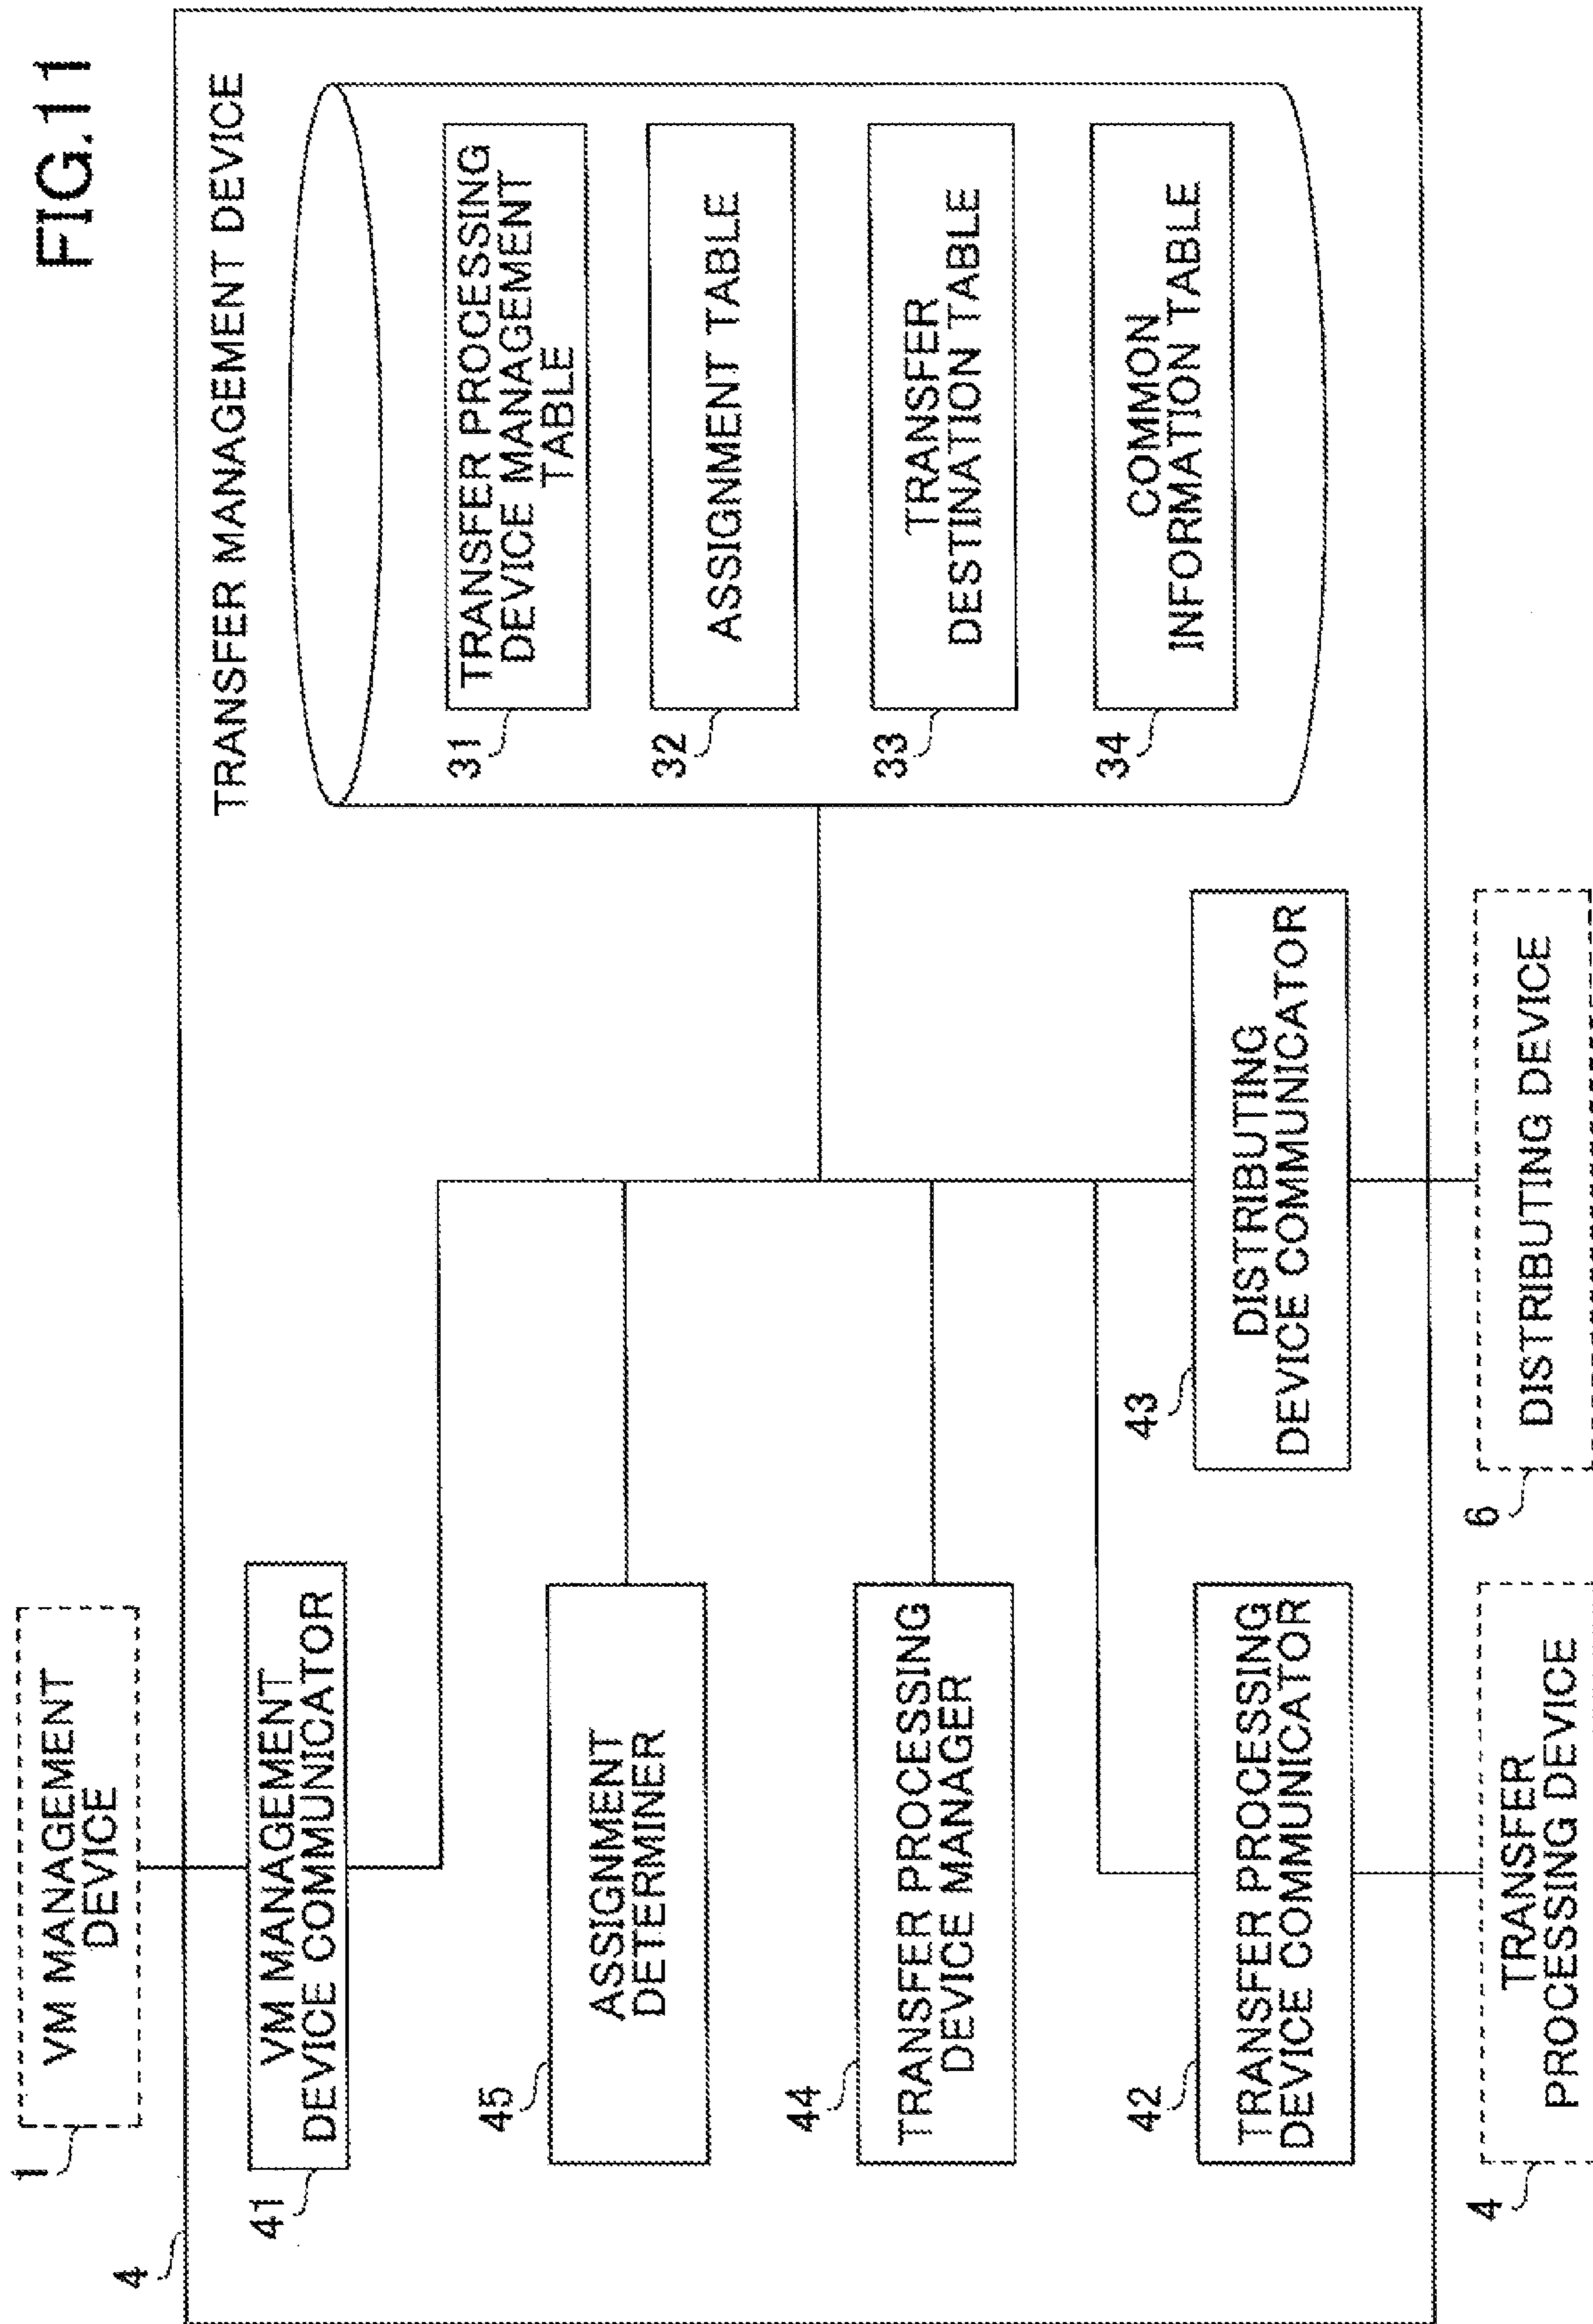 FIG.11
1
VM MANAGEMENT
DEVICE
4
TRANSFER MANAGEMENT DEVICE
41
VM MANAGEMENT
DEVICE COMMUNICATOR
45
ASSIGNMENT
DETERMINER
44
TRANSFER PROCESSING
DEVICE MANAGER
42
TRANSFER PROCESSING
DEVICE COMMUNICATOR
43
DISTRIBUTING
DEVICE COMMUNICATOR
31
TRANSFER PROCESSING
DEVICE MANAGEMENT
TABLE
32
ASSIGNMENT TABLE
33
TRANSFER
DESTINATION TABLE
34
COMMON
INFORMATION TABLE
4
TRANSFER
PROCESSING DEVICE
6
DISTRIBUTING DEVICE